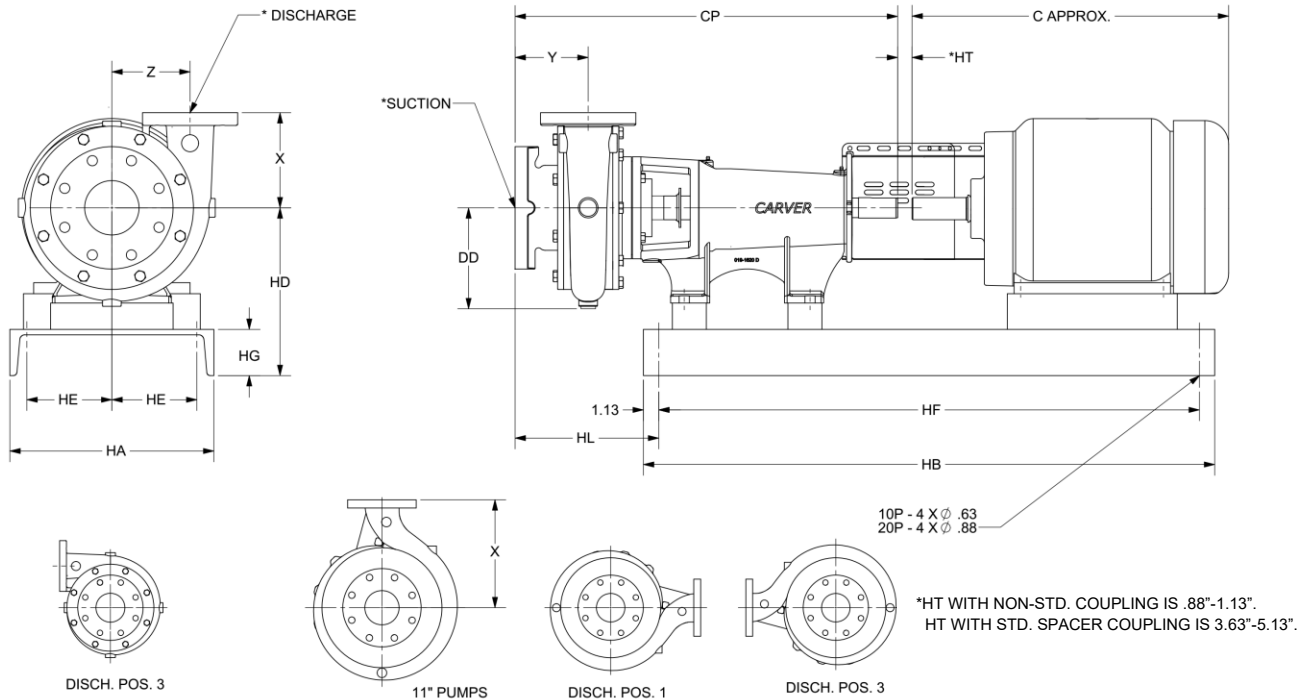 * DISCHARGE
Z
X
HD
HG
HE
HE
HA
CP
C APPROX.
Y
*HT
*SUCTION
DD
CARVER
1.13
HF
HL
HB
10P - 4 X Ø .63
20P - 4 X Ø .88
X
DISCH. POS. 3
11" PUMPS
DISCH. POS. 1
DISCH. POS. 3
*HT WITH NON-STD. COUPLING IS .88”-1.13”.
HT WITH STD. SPACER COUPLING IS 3.63”-5.13”.